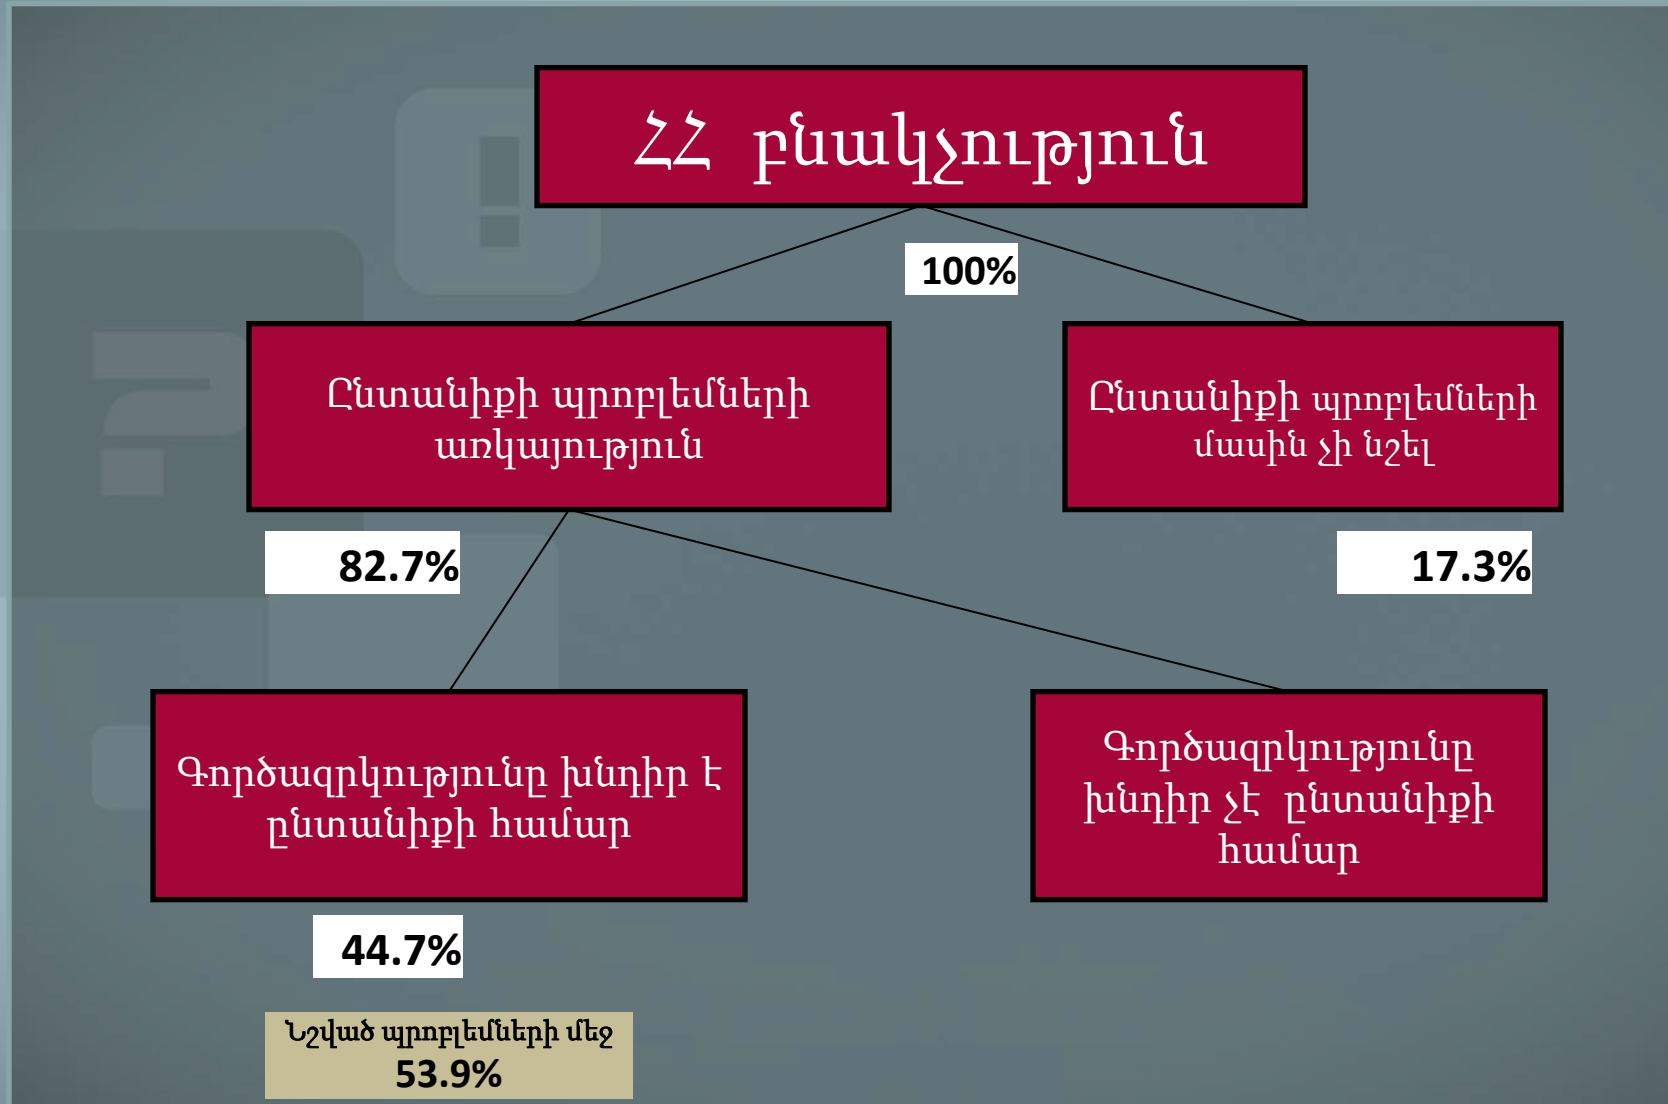 ՀՀ բնակչություն
100%
Ընտանիքի պրոբլեմների
առկայություն
Ընտանիքի պրոբլեմների
մասին չի նշել
82.7%
17.3%
Գործազրկությունը խնդիր է
ընտանիքի համար
Գործազրկությունը
խնդիր չէ ընտանիքի
համար
44.7%
Նշված պրոբլեմների մեջ
53.9%